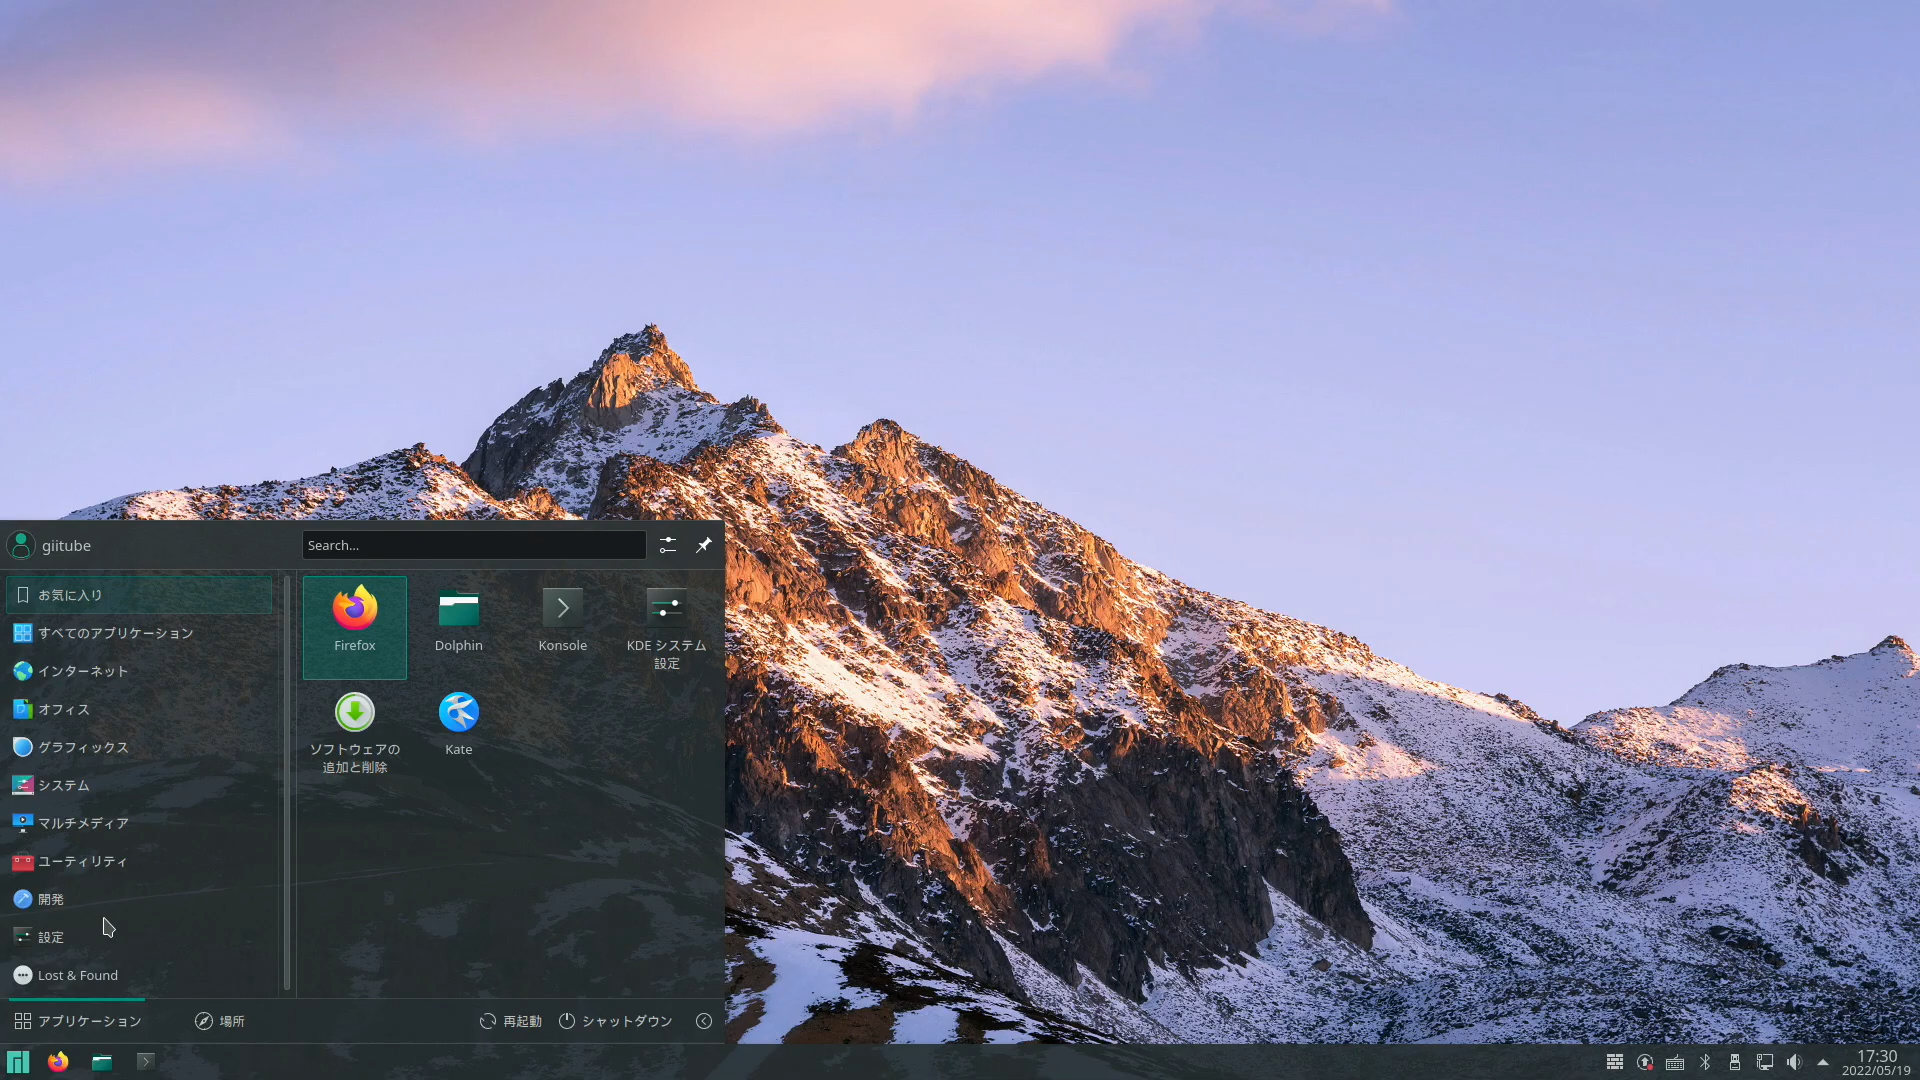 giitube
Search...
お気に入り
すべてのアプリケーション
インターネット
オフィス
グラフィックス
システム
マルチメディア
ユーティリティ
開発
設定
Lost & Found
Firefox
Dolphin
Konsole
KDE システム
設定
ソフトウェアの
追加と削除
Kate
アプリケーション
場所
再起動
シャットダウン
17:30
2022/05/19